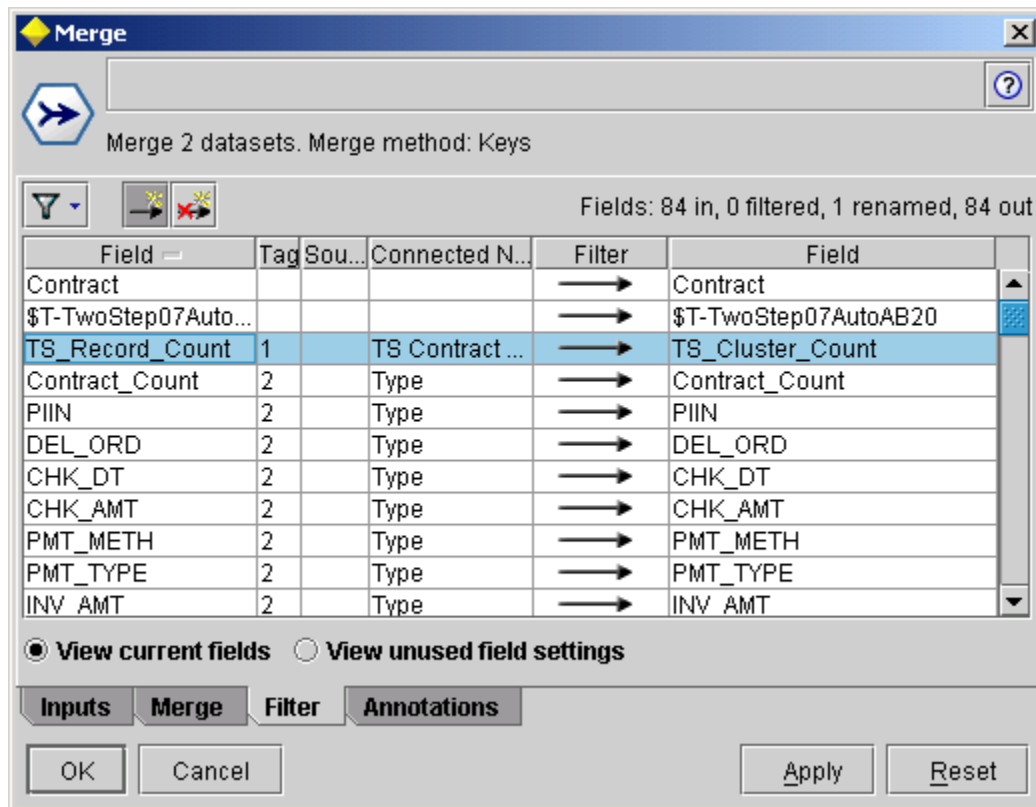 Merge
Merge 2 datasets. Merge method: Keys
Fields: 84 in, 0 filtered, 1 renamed, 84 out
Field Tag Sou... Connected N... Filter Field
Contract Contract
$T-TwoStep07Auto... $T-TwoStep07AutoAB20
TS_Record_Count 1 TS Contract ... TS_Cluster_Count
Contract_Count 2 Type Contract_Count
PIIN 2 Type PIIN
DEL_ORD 2 Type DEL_ORD
CHK_DT 2 Type CHK_DT
CHK_AMT 2 Type CHK_AMT
PMT_METH 2 Type PMT_METH
PMT_TYPE 2 Type PMT_TYPE
INV_AMT 2 Type INV_AMT
View current fields View unused field settings
Inputs Merge Filter Annotations
OK Cancel Apply Reset